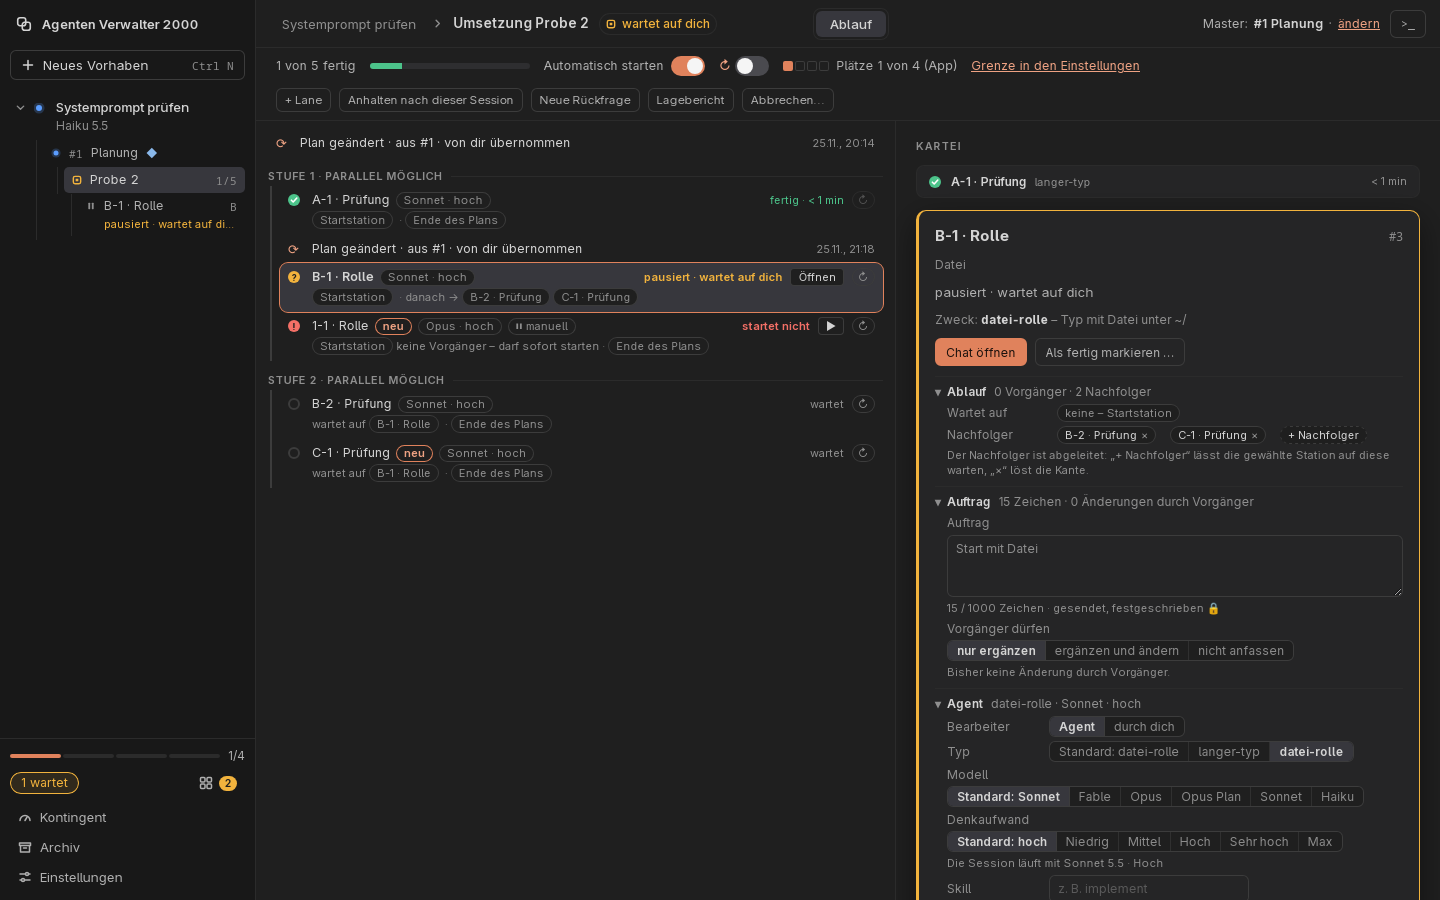 Agenten Verwalter 2000
Neues Vorhaben Ctrl N
Systemprompt prüfen
Haiku 5.5
#1 Planung
Probe 2 1/5
B-1 · Rolle B
pausiert · wartet auf di…
1/4
1 wartet 2
Kontingent
Archiv
Einstellungen
Systemprompt prüfen Umsetzung Probe 2 wartet auf dich Ablauf Master: #1 Planung · ändern >_
1 von 5 fertig Automatisch starten Plätze 1 von 4 (App) Grenze in den Einstellungen
+ Lane Anhalten nach dieser Session Neue Rückfrage Lagebericht Abbrechen…
Plan geändert · aus #1 · von dir übernommen 25.11., 20:14
STUFE 1 · PARALLEL MÖGLICH
A-1 · Prüfung Sonnet · hoch fertig · < 1 min
Startstation · Ende des Plans
Plan geändert · aus #1 · von dir übernommen 25.11., 21:18
B-1 · Rolle Sonnet · hoch pausiert · wartet auf dich Öffnen
Startstation · danach → B-2 · Prüfung C-1 · Prüfung
1-1 · Rolle neu Opus · hoch manuell startet nicht
Startstation keine Vorgänger – darf sofort starten · Ende des Plans
STUFE 2 · PARALLEL MÖGLICH
B-2 · Prüfung Sonnet · hoch wartet
wartet auf B-1 · Rolle · Ende des Plans
C-1 · Prüfung neu Sonnet · hoch wartet
wartet auf B-1 · Rolle · Ende des Plans
KARTEI
A-1 · Prüfung langer-typ < 1 min
B-1 · Rolle #3
Datei
pausiert · wartet auf dich
Zweck: datei-rolle – Typ mit Datei unter ~/
Chat öffnen Als fertig markieren …
▾ Ablauf 0 Vorgänger · 2 Nachfolger
Wartet auf keine – Startstation
Nachfolger B-2 · Prüfung × C-1 · Prüfung × + Nachfolger
Der Nachfolger ist abgeleitet: „+ Nachfolger“ lässt die gewählte Station auf diese
warten, „×“ löst die Kante.
▾ Auftrag 15 Zeichen · 0 Änderungen durch Vorgänger
Auftrag
Start mit Datei
15 / 1000 Zeichen · gesendet, festgeschrieben 🔒
Vorgänger dürfen
nur ergänzen ergänzen und ändern nicht anfassen
Bisher keine Änderung durch Vorgänger.
▾ Agent datei-rolle · Sonnet · hoch
Bearbeiter Agent durch dich
Typ Standard: datei-rolle langer-typ datei-rolle
Modell
Standard: Sonnet Fable Opus Opus Plan Sonnet Haiku
Denkaufwand
Standard: hoch Niedrig Mittel Hoch Sehr hoch Max
Die Session läuft mit Sonnet 5.5 · Hoch
Skill z. B. implement